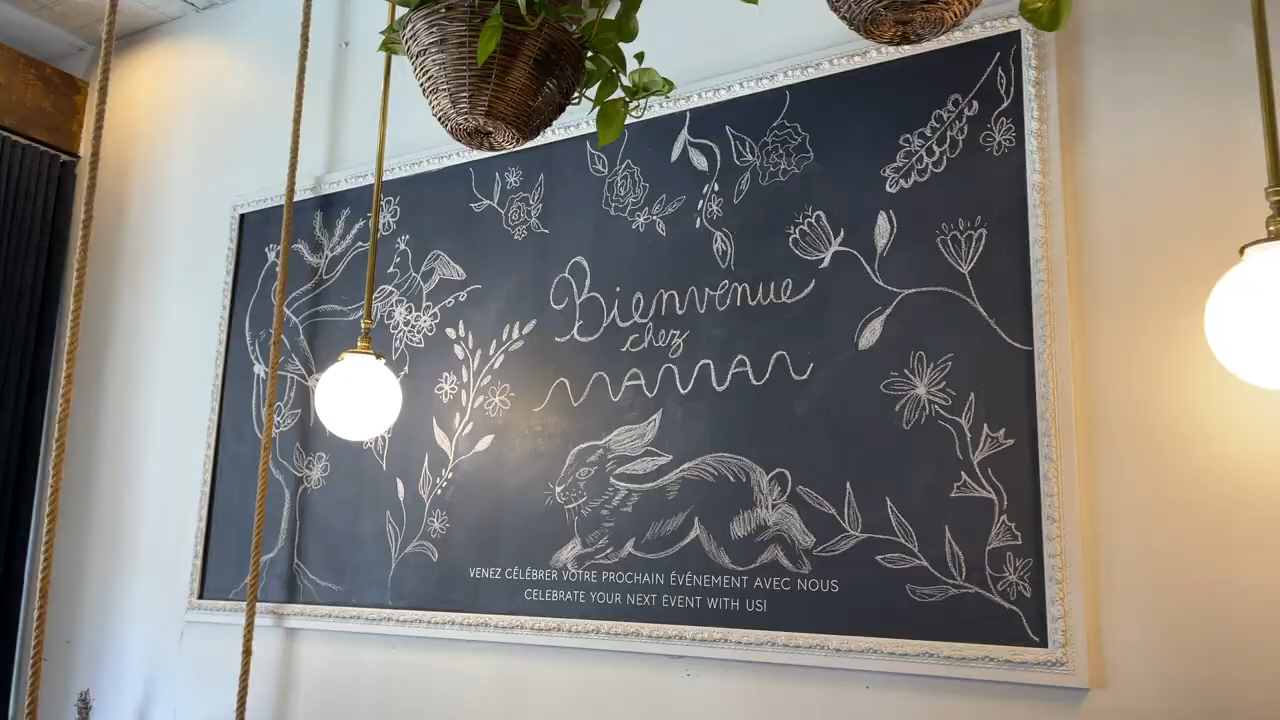 Bienvenue
chez
MAMAN
VENEZ CÉLÉBRER VOTRE PROCHAIN ÉVÉNEMENT AVEC NOUS
CELEBRATE YOUR NEXT EVENT WITH US!